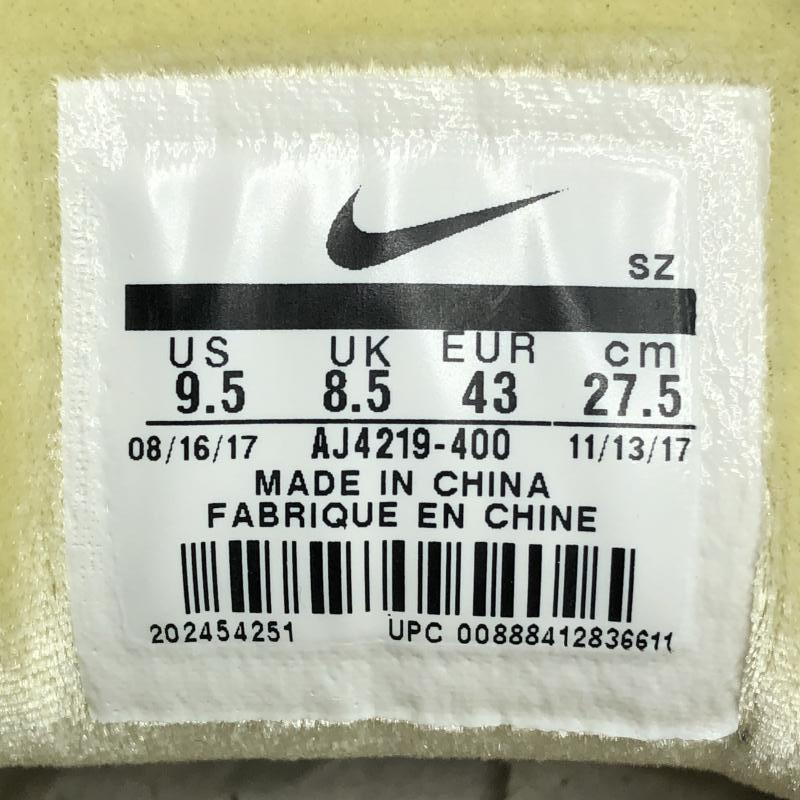 SZ
US UK EUR cm
9.5 8.5 43 27.5
08/16/17 AJ4219-400 11/13/17
MADE IN CHINA
FABRIQUE EN CHINE
202454251 UPC 00888412836611